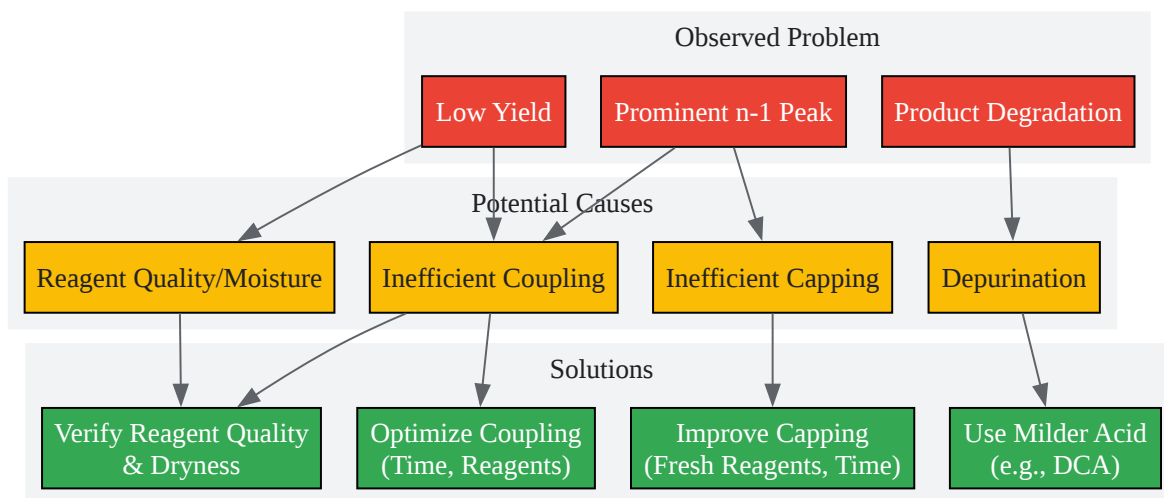 Observed Problem
Low Yield
Prominent n-1 Peak
Product Degradation
Potential Causes
Reagent Quality/Moisture
Inefficient Coupling
Inefficient Capping
Depurination
Solutions
Verify Reagent Quality
& Dryness
Optimize Coupling
(Time, Reagents)
Improve Capping
(Fresh Reagents, Time)
Use Milder Acid
(e.g., DCA)